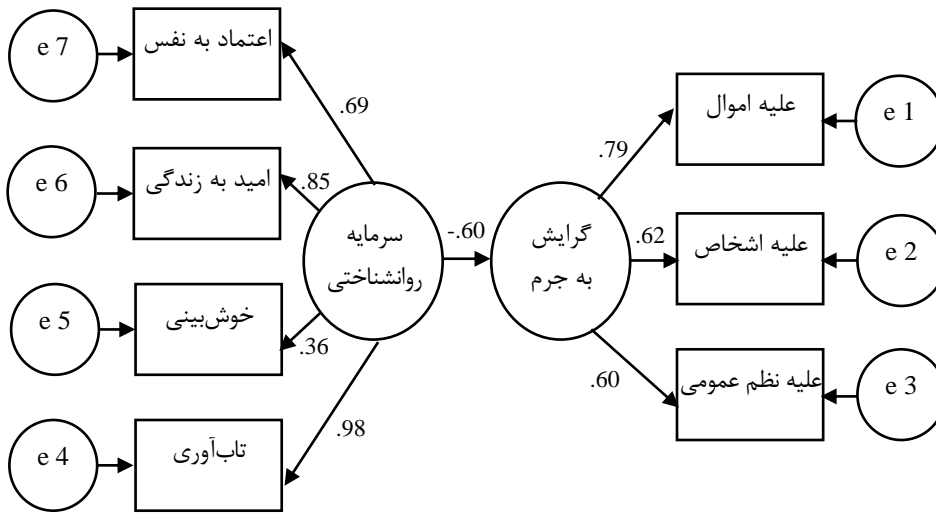 e 7
اعتماد به نفس
.69
e 6
امید به زندگی
.85
e 5
خوش‌بینی
.36
e 4
تاب‌آوری
.98
سرمایه
روانشناختی
-.60
گرایش
به جرم
.79
علیه اموال
e 1
.62
علیه اشخاص
e 2
.60
علیه نظم عمومی
e 3